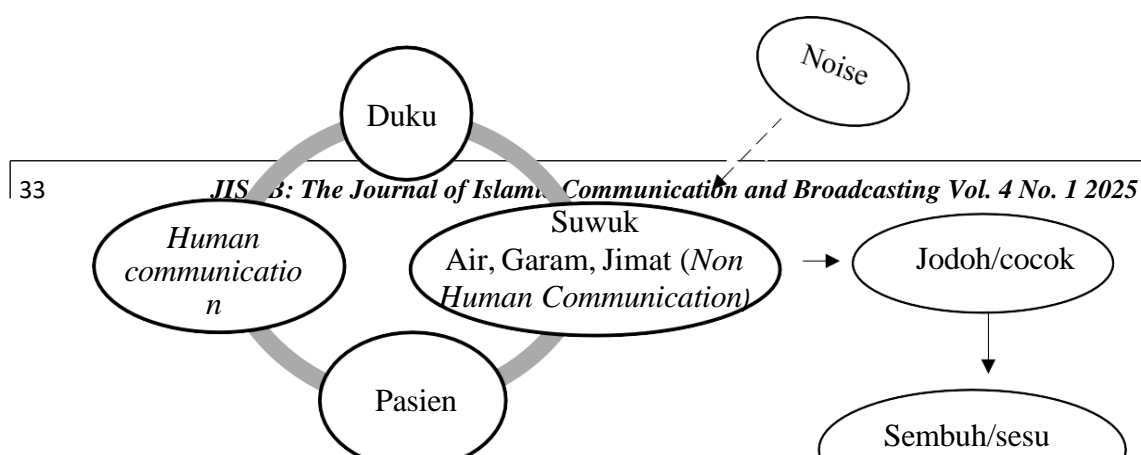 Noise
Duku
33
JIS B: The Journal of Islami Communication and Broadcasting Vol. 4 No. 1 2025
Human
communicatio
n
Suwuk
Air, Garam, Jimat (Non
Human Communication)
Jodoh/cocok
Pasien
Sembuh/sesu